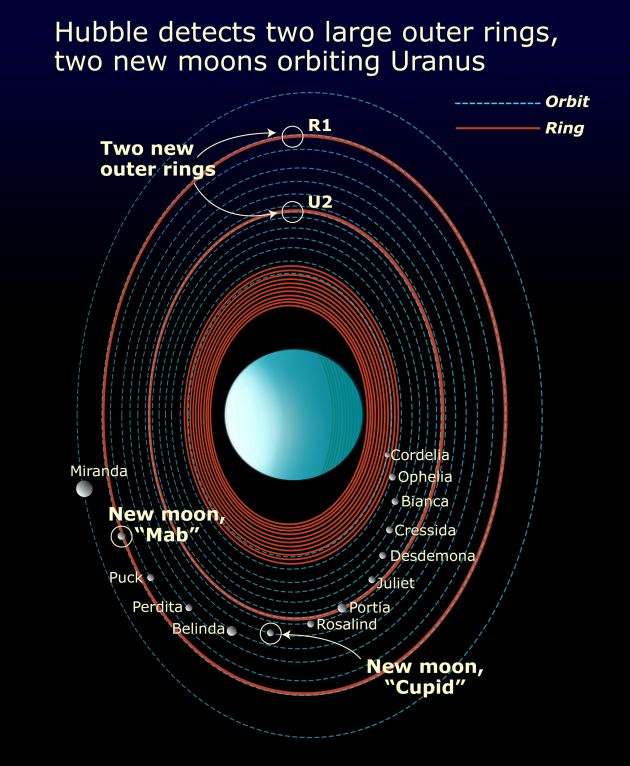 Hubble detects two large outer rings,
two new moons orbiting Uranus
Orbit
Ring
R1
Two new
outer rings
U2
Cordelia
Miranda
Ophelia
Bianca
New moon,
“Mab”
Cressida
Desdemona
Puck
Juliet
Perdita
Portia
Belinda
Rosalind
New moon,
“Cupid”